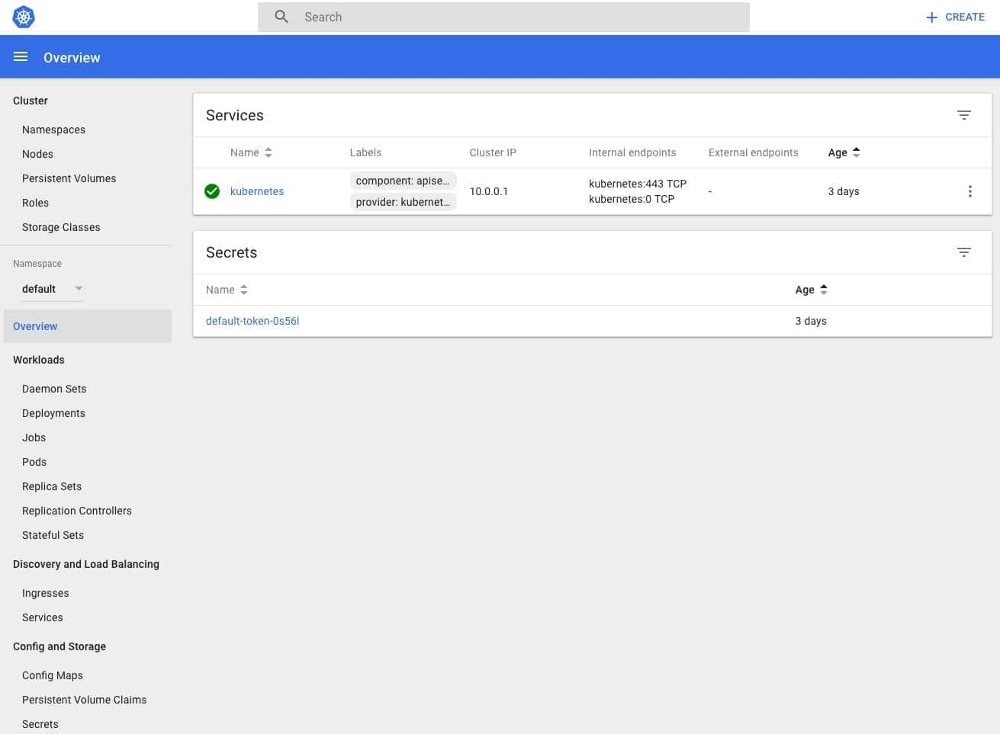 Search
CREATE
Overview
Cluster
Namespaces
Nodes
Persistent Volumes
Roles
Storage Classes
Namespace
default
Overview
Workloads
Daemon Sets
Deployments
Jobs
Pods
Replica Sets
Replication Controllers
Stateful Sets
Discovery and Load Balancing
Ingresses
Services
Config and Storage
Config Maps
Persistent Volume Claims
Secrets
Services
Name Labels Cluster IP Internal endpoints External endpoints Age
kubernetes component: apise... provider: kubernet... 10.0.0.1 kubernetes:443 TCP kubernetes:0 TCP - 3 days
Secrets
Name Age
default-token-0s56l 3 days